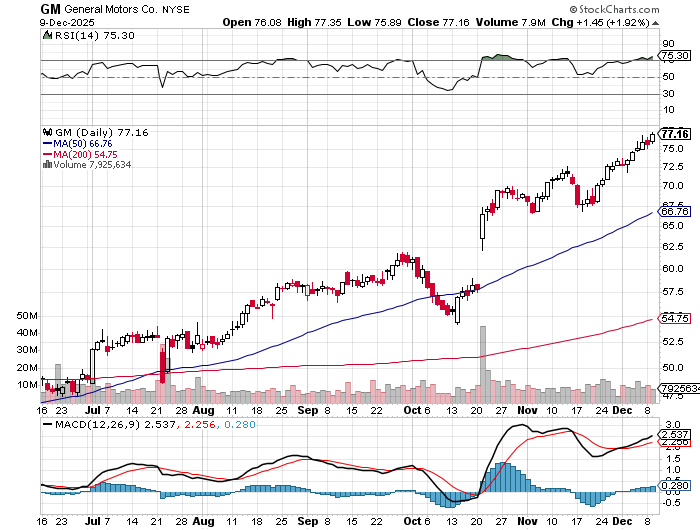 GM General Motors Co. NYSE © StockCharts.com
9-Dec-2025 Open 76.08 High 77.35 Low 75.89 Close 77.16 Volume 7.9M Chg +1.45 (+1.92%)
RSI(14) 75.30
90
75.30
50
30
10
GM (Daily) 77.16
MA(50) 66.76
MA(200) 54.75
Volume 7,925,634
77.16
75.0
72.5
70.0
66.76
65.0
62.5
60.0
57.5
54.75
52.5
50.0
7925634
47.5
50M
40M
30M
20M
10M
16 23 Jul 7 14 21 28 Aug 11 18 25 Sep 8 15 22 Oct 6 13 20 27 Nov 10 17 24 Dec 8
MACD(12,26,9) 2.537, 2.256, 0.280
3.0
2.537
2.256
1.5
1.0
0.5
0.280
0.0
-0.5
16 23 Jul 7 14 21 28 Aug 11 18 25 Sep 8 15 22 Oct 6 13 20 27 Nov 10 17 24 Dec 8